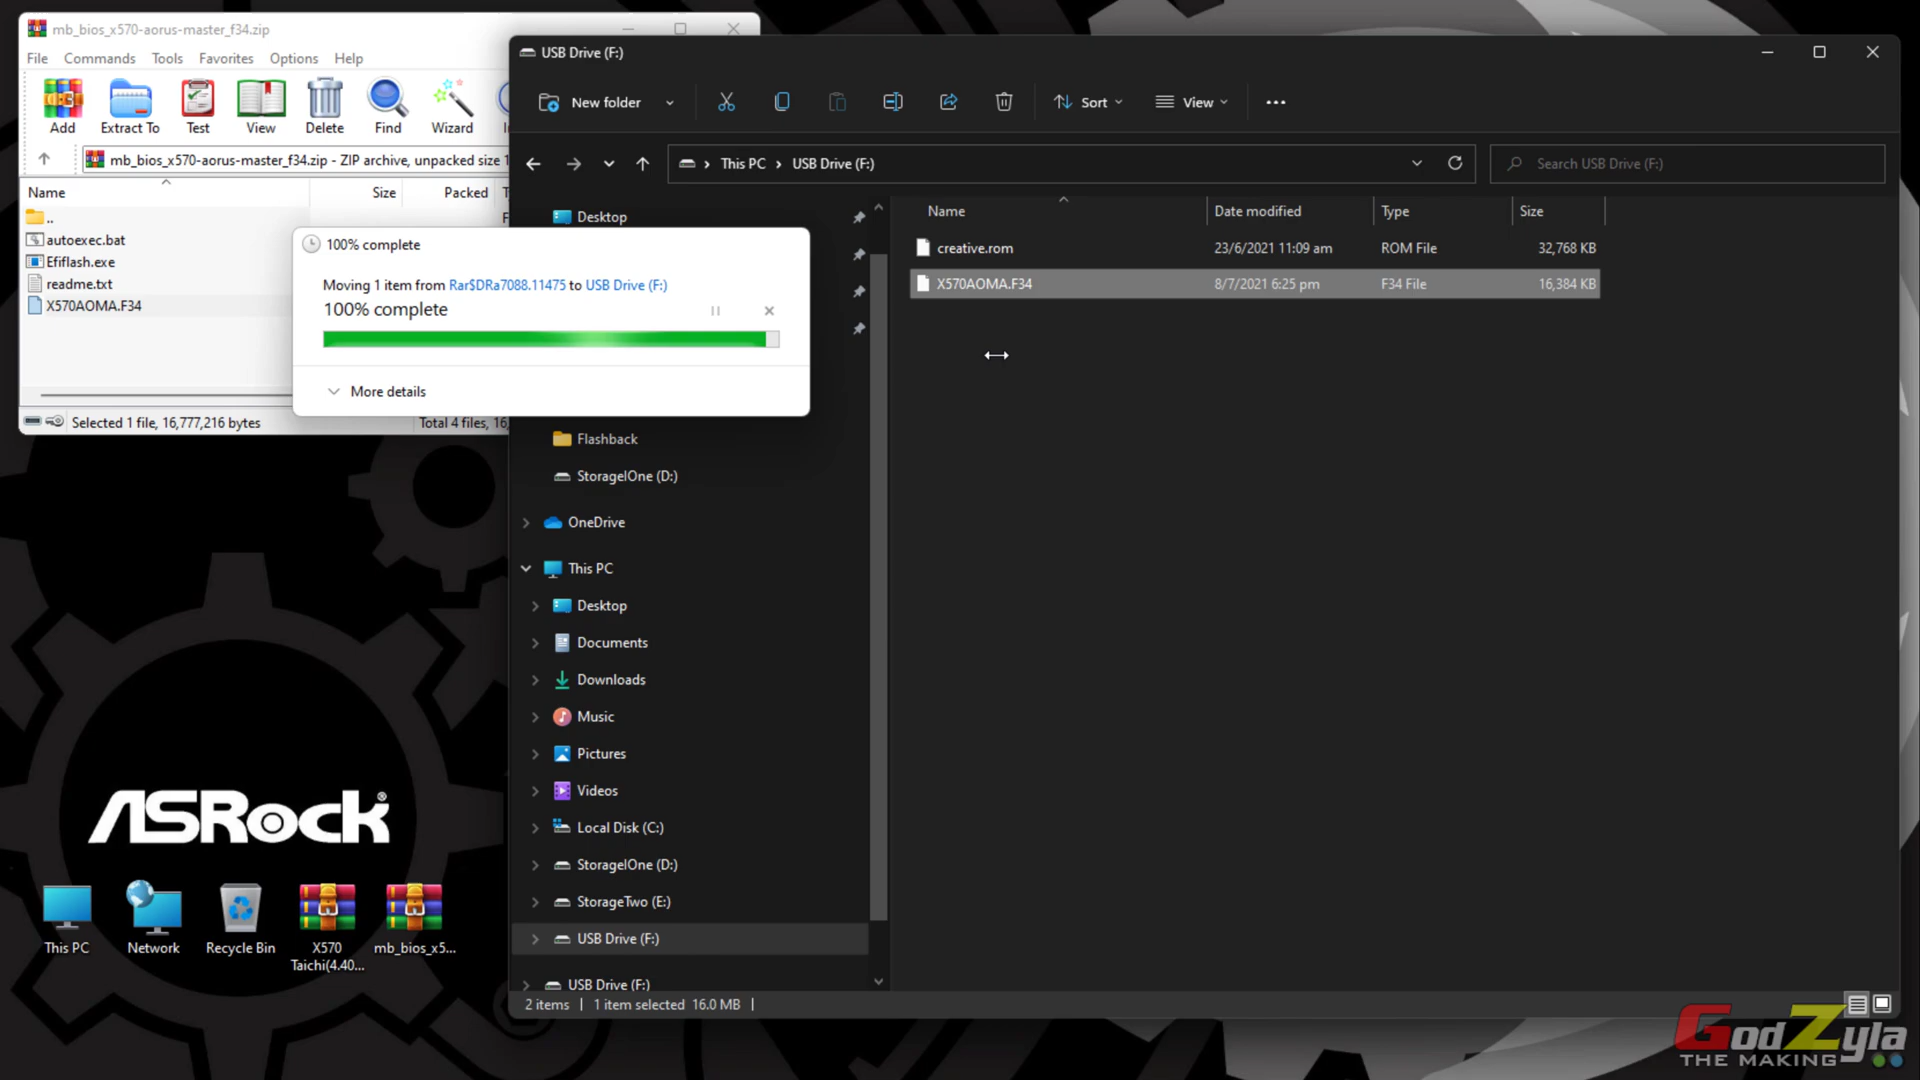 mb_bios_x570-aorus-master_f34.zip
File Commands Tools Favorites Options Help
Add Extract To Test View Delete Find Wizard
mb_bios_x570-aorus-master_f34.zip - ZIP archive, unpacked size 1
Name Size Packed
..
autoexec.bat
Efiflash.exe
readme.txt
X570AOMA.F34
Selected 1 file, 16,777,216 bytes
Total 4 files, 16,
100% complete
Moving 1 item from Rar$DRa7088.11475 to USB Drive (F:)
100% complete
More details
USB Drive (F:)
New folder
Sort
View
This PC
USB Drive (F:)
Search USB Drive (F:)
Desktop
Flashback
StoragelOne (D:)
OneDrive
This PC
Desktop
Documents
Downloads
Music
Pictures
Videos
Local Disk (C:)
StoragelOne (D:)
StorageTwo (E:)
USB Drive (F:)
USB Drive (F:)
Name Date modified Type Size
creative.rom 23/6/2021 11:09 am ROM File 32,768 KB
X570AOMA.F34 8/7/2021 6:25 pm F34 File 16,384 KB
2 items 1 item selected 16.0 MB
ASRock®
This PC
Network
Recycle Bin
X570
Taichi(4.40...
mb_bios_x5...
GodZyla
THE MAKING